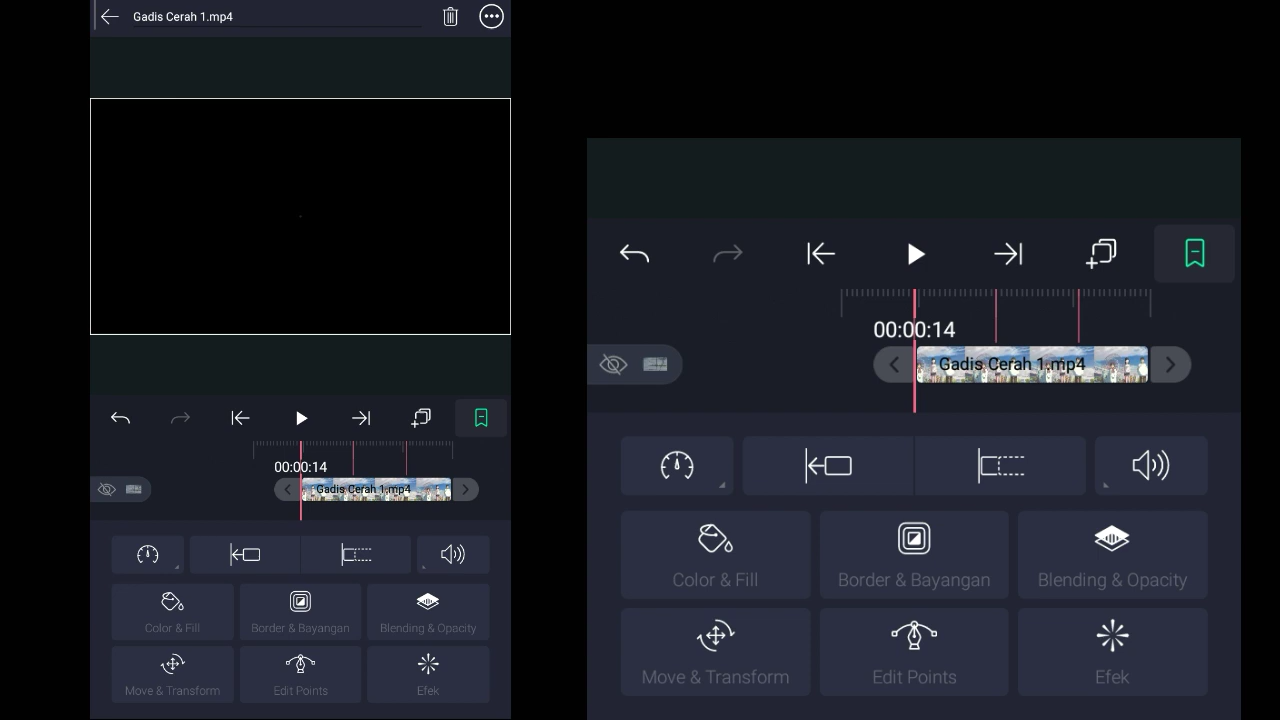 Gadis Cerah 1.mp4
00:00:14
Gadis Cerah 1.mp4
Color & Fill
Border & Bayangan
Blending & Opacity
Move & Transform
Edit Points
Efek
00:00:14
Gadis Cerah 1.mp4
Color & Fill
Border & Bayangan
Blending & Opacity
Move & Transform
Edit Points
Efek